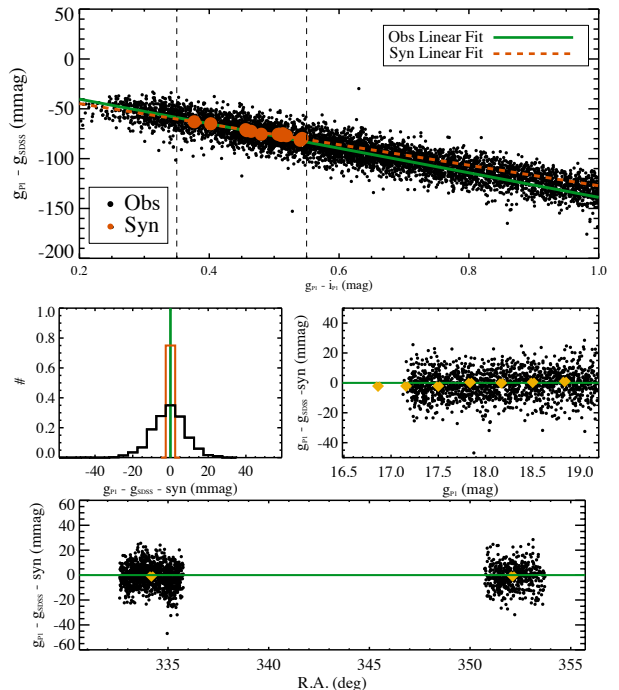 50
0
-50
-100
-150
-200
g_P1 - g_SDSS (mmag)
Obs Linear Fit
Syn Linear Fit
Obs
Syn
0.2 0.4 0.6 0.8 1.0
g_P1 - i_P1 (mag)
1.0
0.8
0.6
0.4
0.2
0.0
#
-40 -20 0 20 40
g_P1 - g_SDSS - syn (mmag)
40
20
0
-20
-40
g_P1 - g_SDSS -syn (mmag)
16.5 17.0 17.5 18.0 18.5 19.0
g_P1 (mag)
60
40
20
0
-20
-40
-60
g_P1 - g_SDSS - syn (mmag)
335 340 345 350 355
R.A. (deg)